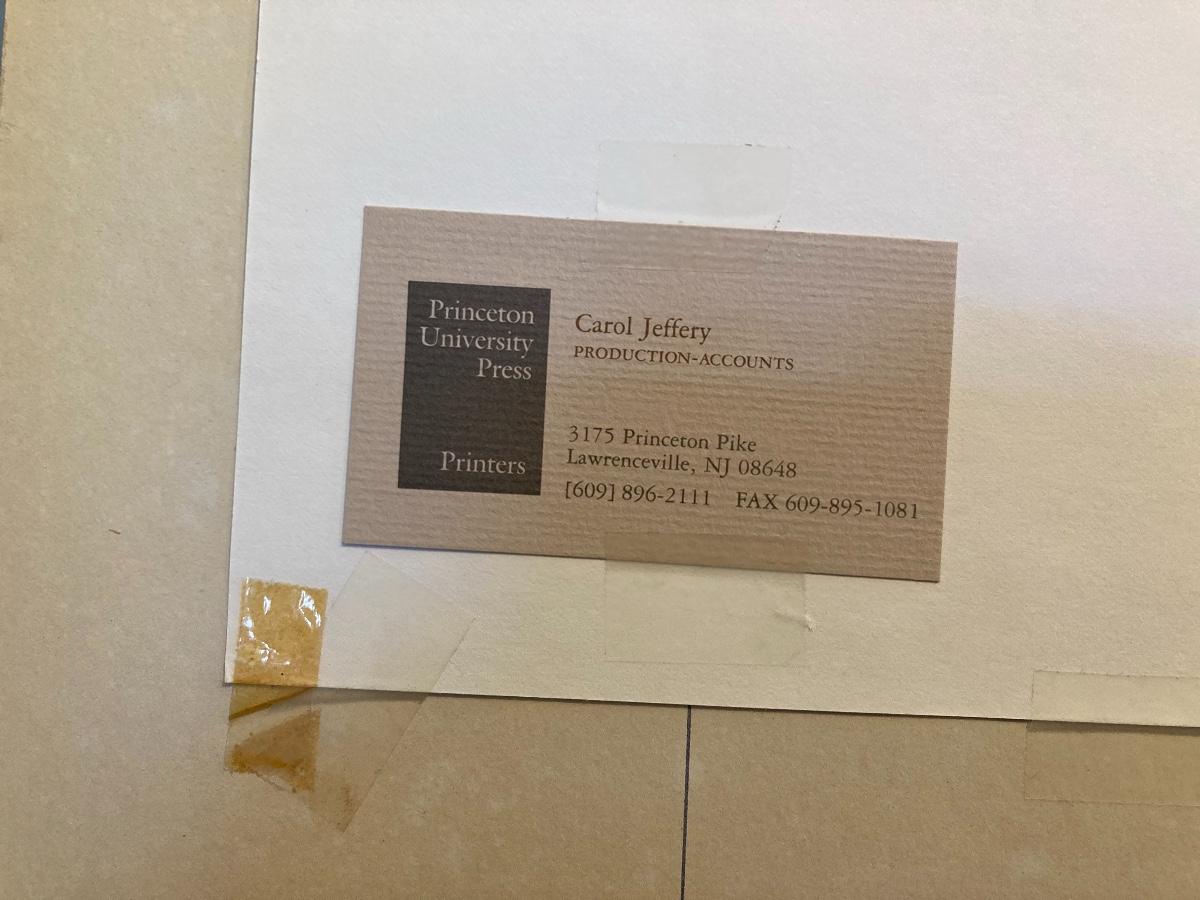 Princeton
University
Press
Printers
Carol Jeffery
PRODUCTION-ACCOUNTS
3175 Princeton Pike
Lawrenceville, NJ 08648
[609] 896-2111 FAX 609-895-1081